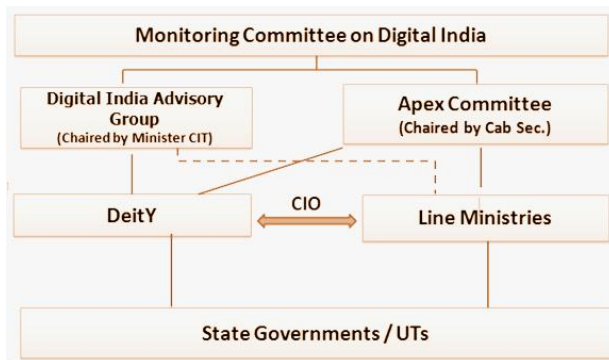 Monitoring Committee on Digital India
Digital India Advisory
Group
(Chaired by Minister CIT)
Apex Committee
(Chaired by Cab Sec.)
DeitY
CIO
Line Ministries
State Governments / UTs